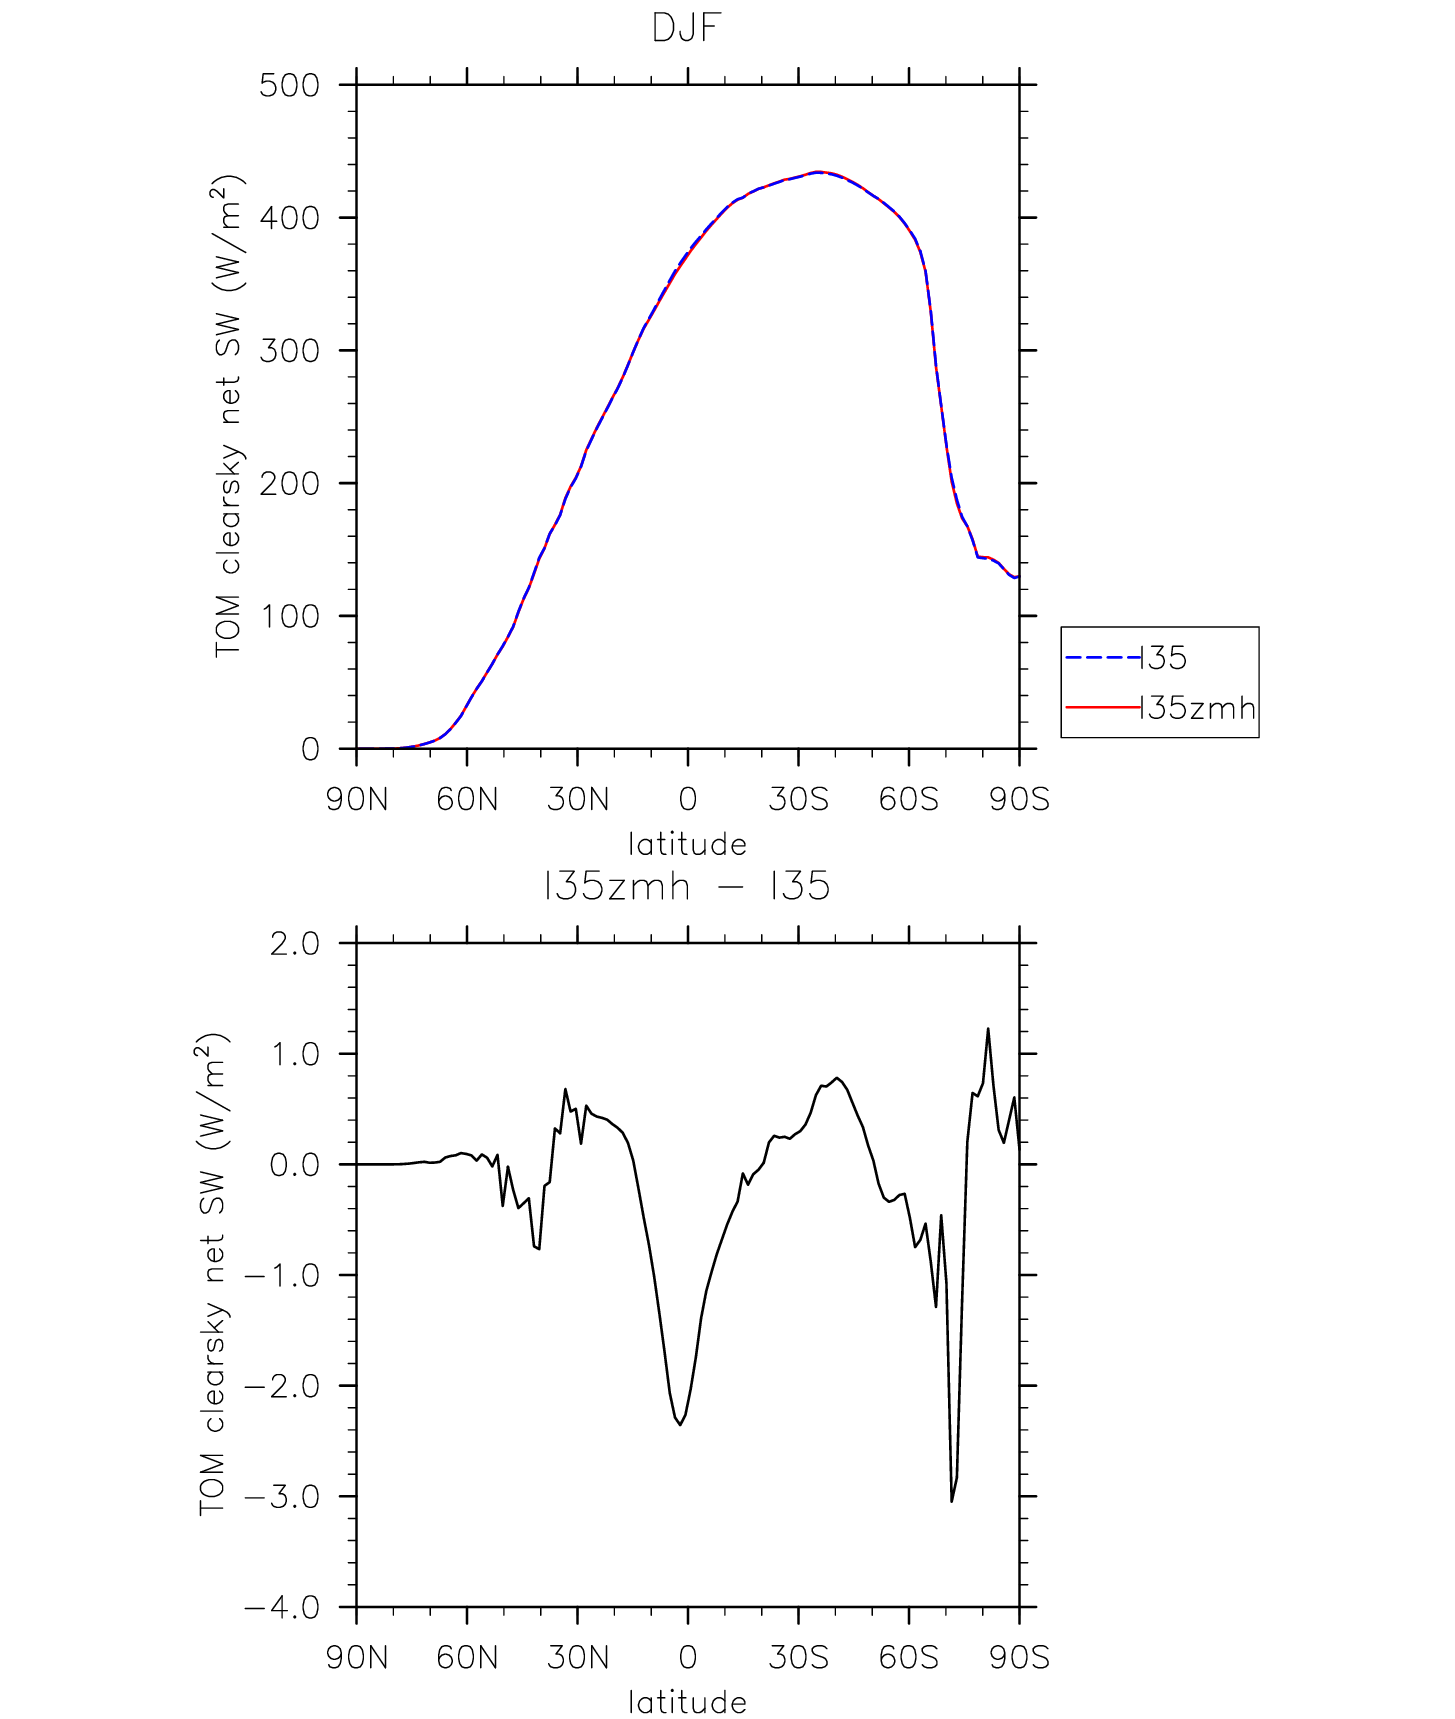 DJF
TOM clearsky net SW (W/m²)
500
400
300
200
100
0
90N 60N 30N 0 30S 60S 90S
latitude
I35
I35zmh
I35zmh − I35
TOM clearsky net SW (W/m²)
2.0
1.0
0.0
−1.0
−2.0
−3.0
−4.0
90N 60N 30N 0 30S 60S 90S
latitude